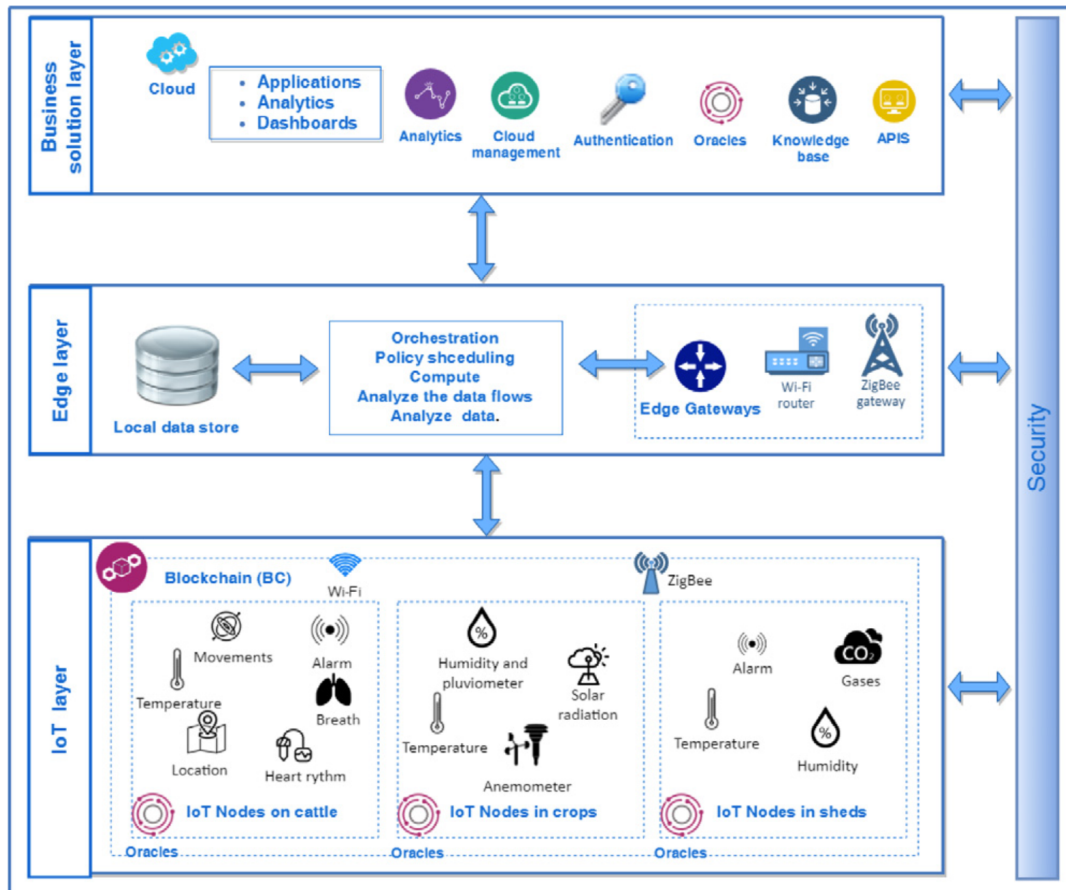 Business
solution layer
Cloud
• Applications
• Analytics
• Dashboards
Analytics
Cloud
management
Authentication
Oracles
Knowledge
base
APIS
Edge layer
Local data store
Orchestration
Policy shceduling
Compute
Analyze the data flows
Analyze data.
Edge Gateways
Wi-Fi
router
ZigBee
gateway
Security
IoT layer
Blockchain (BC)
Wi-Fi
ZigBee
Movements
Alarm
Temperature
Breath
Location
Heart rythm
IoT Nodes on cattle
Oracles
%
Humidity and
pluviometer
Solar
radiation
Temperature
Anemometer
IoT Nodes in crops
Oracles
Alarm
CO2
Gases
Temperature
%
Humidity
IoT Nodes in sheds
Oracles